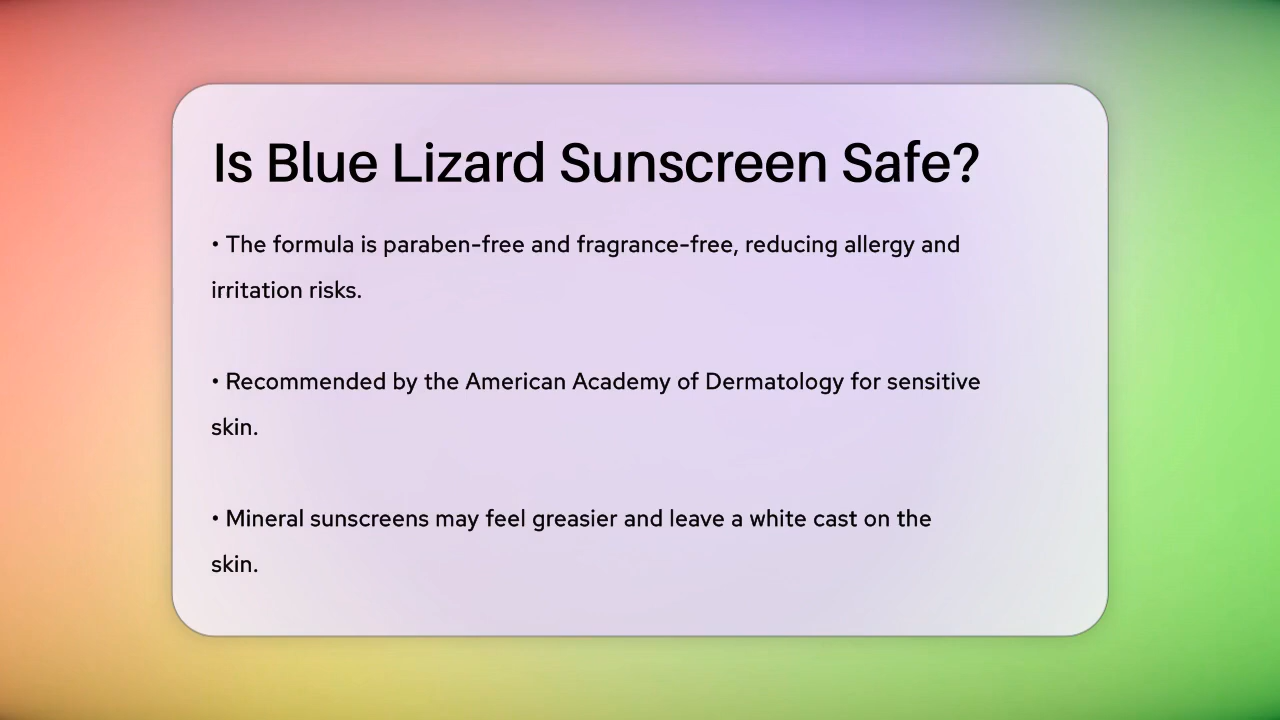 Is Blue Lizard Sunscreen Safe?
• The formula is paraben-free and fragrance-free, reducing allergy and
irritation risks.
• Recommended by the American Academy of Dermatology for sensitive
skin.
• Mineral sunscreens may feel greasier and leave a white cast on the
skin.